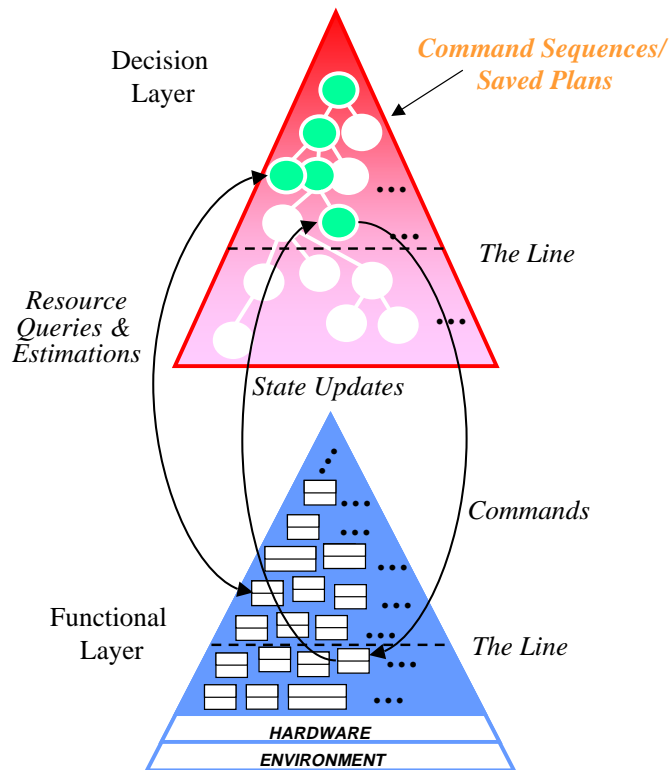 Command Sequences/
Saved Plans
Decision
Layer
The Line
Resource
Queries &
Estimations
State Updates
Commands
Functional
Layer
The Line
HARDWARE
ENVIRONMENT